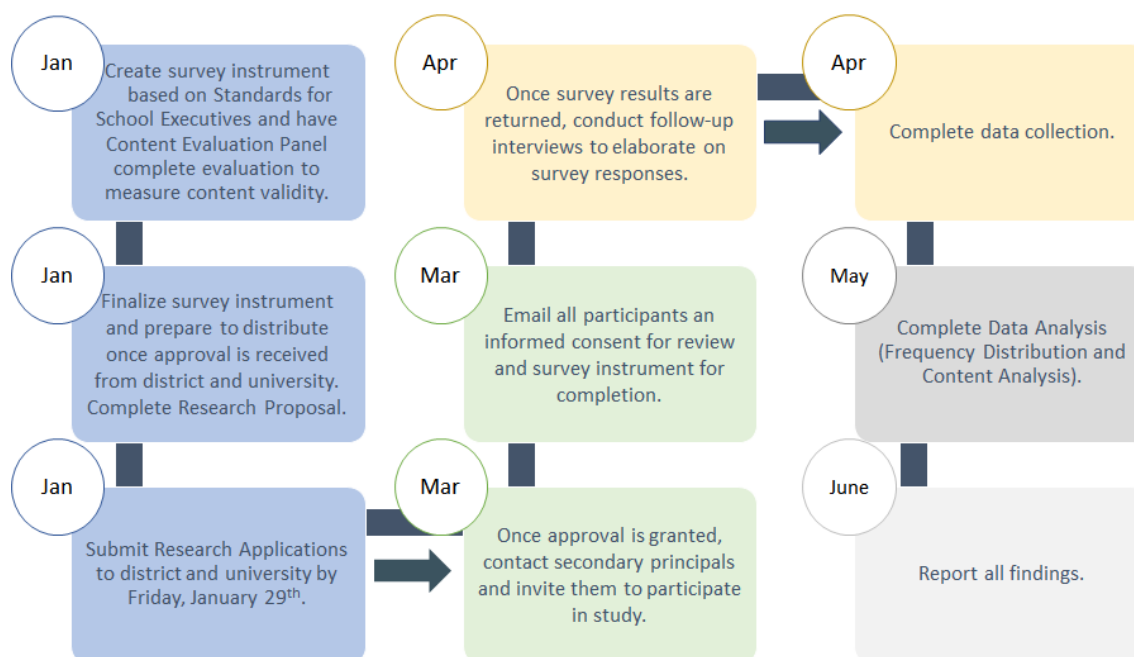 Jan
Create survey instrument
based on Standards for
School Executives and have
Content Evaluation Panel
complete evaluation to
measure content validity.
Jan
Finalize survey instrument
and prepare to distribute
once approval is received
from district and university.
Complete Research Proposal.
Jan
Submit Research Applications
to district and university by
Friday, January 29th.
Mar
Once approval is granted,
contact secondary principals
and invite them to participate
in study.
Mar
Email all participants an
informed consent for review
and survey instrument for
completion.
Apr
Once survey results are
returned, conduct follow-up
interviews to elaborate on
survey responses.
Apr
Complete data collection.
May
Complete Data Analysis
(Frequency Distribution and
Content Analysis).
June
Report all findings.